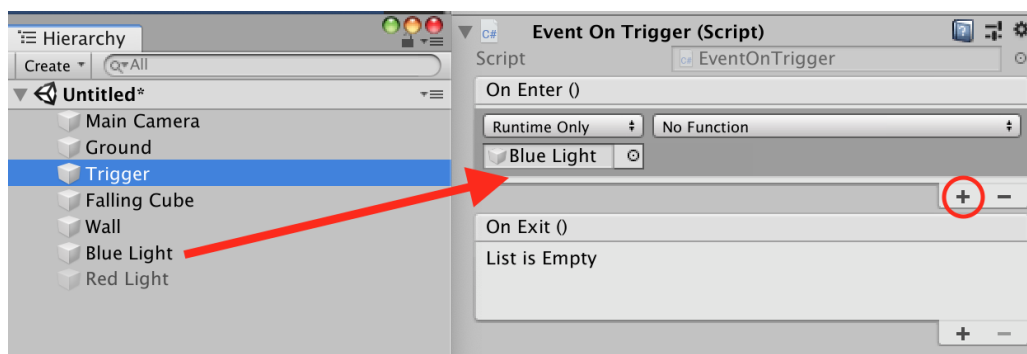 Hierarchy
Create
All
Untitled*
Main Camera
Ground
Trigger
Falling Cube
Wall
Blue Light
Red Light
C# Event On Trigger (Script)
Script
EventOnTrigger
On Enter ()
Runtime Only
No Function
Blue Light
+ −
On Exit ()
List is Empty
+ −